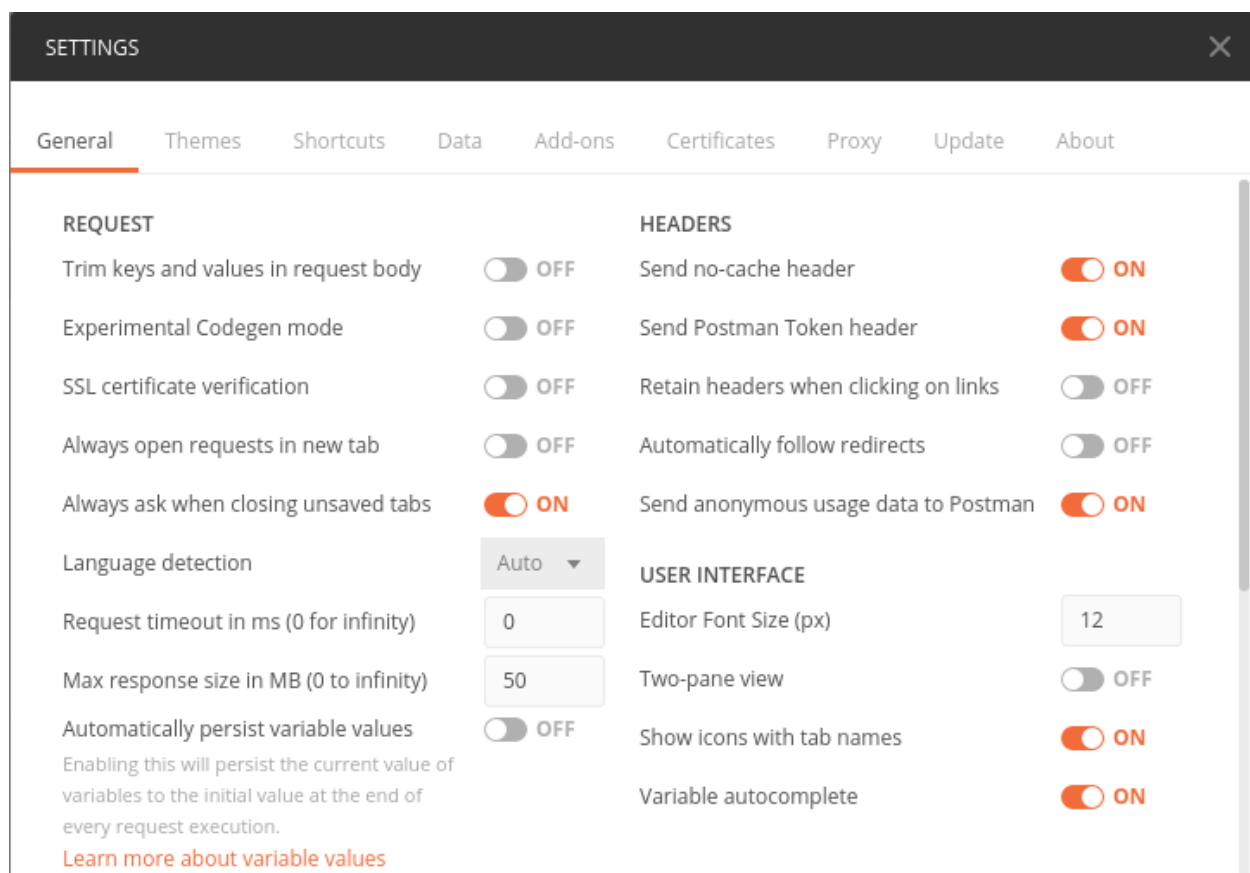 SETTINGS
General Themes Shortcuts Data Add-ons Certificates Proxy Update About
REQUEST
Trim keys and values in request body OFF
Experimental Codegen mode OFF
SSL certificate verification OFF
Always open requests in new tab OFF
Always ask when closing unsaved tabs ON
Language detection Auto
Request timeout in ms (0 for infinity) 0
Max response size in MB (0 to infinity) 50
Automatically persist variable values OFF
Enabling this will persist the current value of
variables to the initial value at the end of
every request execution.
Learn more about variable values
HEADERS
Send no-cache header ON
Send Postman Token header ON
Retain headers when clicking on links OFF
Automatically follow redirects OFF
Send anonymous usage data to Postman ON
USER INTERFACE
Editor Font Size (px) 12
Two-pane view OFF
Show icons with tab names ON
Variable autocomplete ON